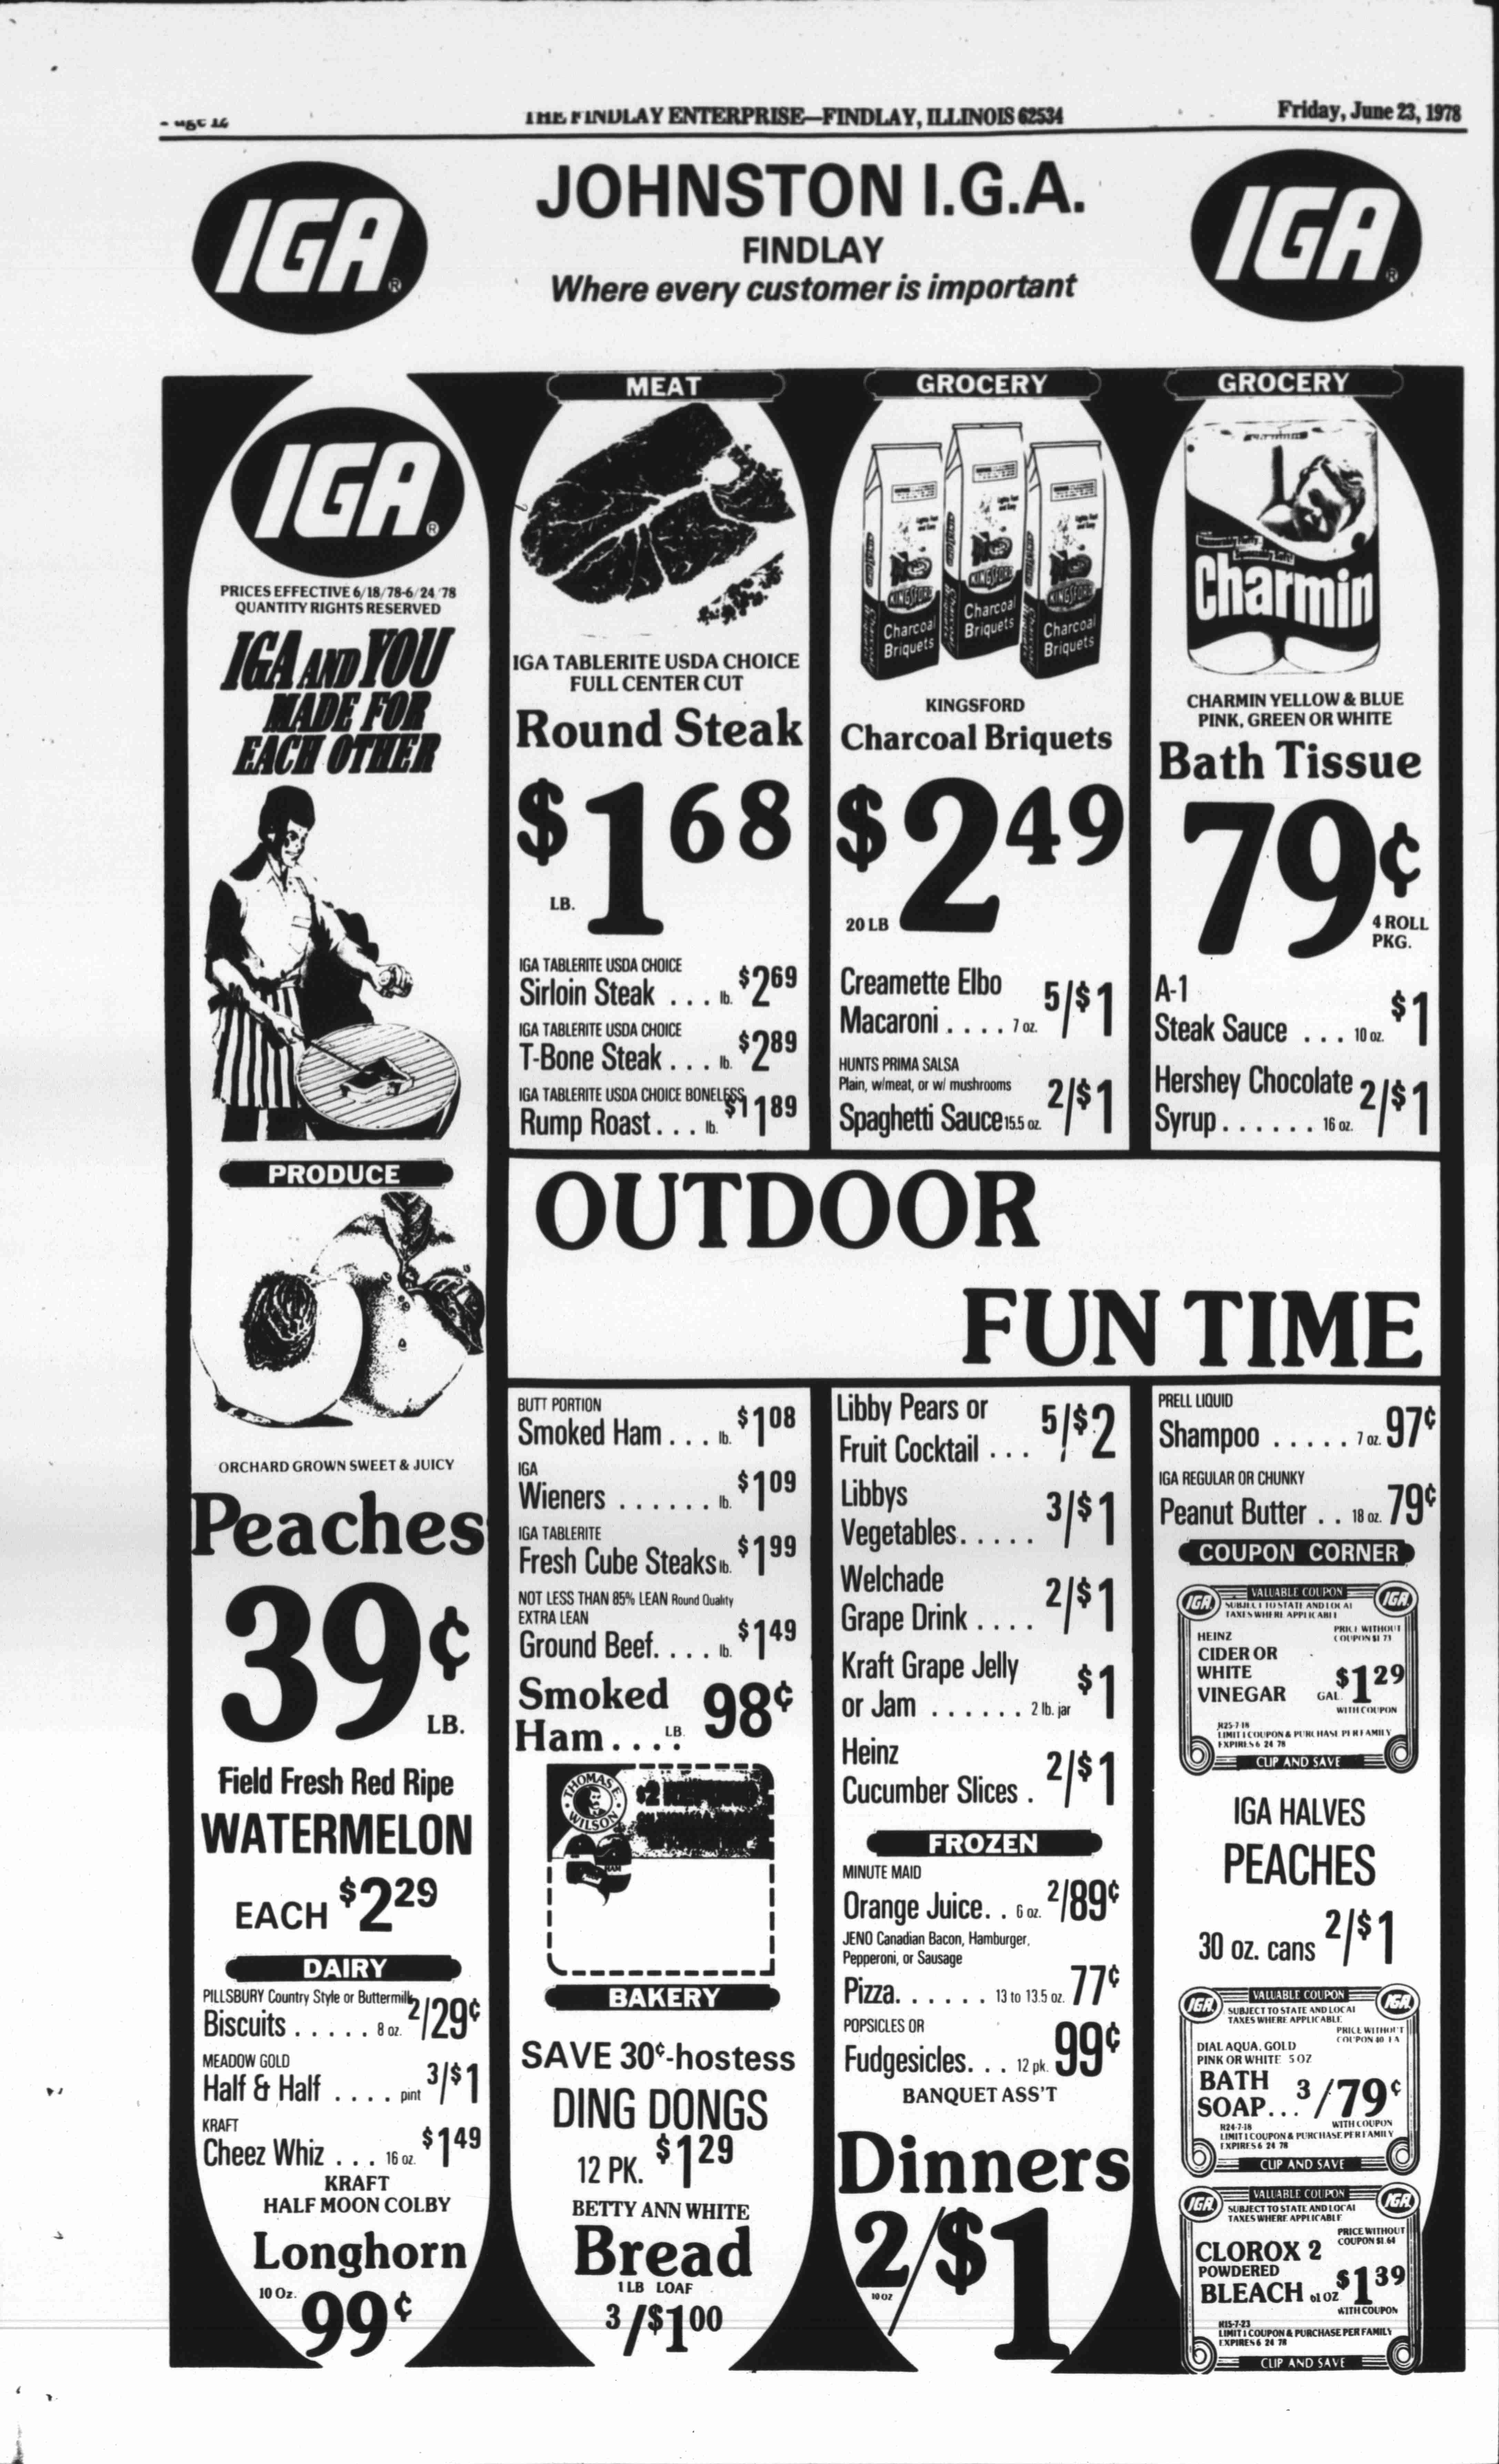 THE FINDLAY ENTERPRISE—FINDLAY, ILLINOIS 62534
Friday, June 23, 1978
IGA
JOHNSTON I.G.A.
FINDLAY
Where every customer is important
IGA
IGA
PRICES EFFECTIVE 6/18/78-6/24/78
QUANTITY RIGHTS RESERVED
IGA AND YOU
MADE FOR
EACH OTHER
PRODUCE
ORCHARD GROWN SWEET & JUICY
Peaches
39¢
LB.
Field Fresh Red Ripe
WATERMELON
EACH $2 29
DAIRY
PILLSBURY Country Style or Buttermilk
Biscuits ..... 8 oz. 2/29¢
MEADOW GOLD
Half & Half .... pint 3/$1
KRAFT
Cheez Whiz ... 16 oz. $1 49
KRAFT
HALF MOON COLBY
Longhorn
10 Oz. 99¢
MEAT
IGA TABLERITE USDA CHOICE
FULL CENTER CUT
Round Steak
$1 68
LB.
IGA TABLERITE USDA CHOICE
Sirloin Steak ... lb. $2 69
IGA TABLERITE USDA CHOICE
T-Bone Steak ... lb. $2 89
IGA TABLERITE USDA CHOICE BONELESS
Rump Roast ... lb. $1 89
GROCERY
Kingsford
Charcoal
Briquets
Charcoal
Briquets
Charcoal
Briquets
KINGSFORD
Charcoal Briquets
$2 49
20 LB
Creamette Elbo
Macaroni .... 7 oz. 5/$1
HUNTS PRIMA SALSA
Plain, w/meat, or w/ mushrooms
Spaghetti Sauce 15.5 oz. 2/$1
GROCERY
Charmin
CHARMIN YELLOW & BLUE
PINK, GREEN OR WHITE
Bath Tissue
79¢
4 ROLL
PKG.
A-1
Steak Sauce ... 10 oz. $1
Hershey Chocolate
Syrup ...... 16 oz. 2/$1
OUTDOOR
FUN TIME
BUTT PORTION
Smoked Ham ... lb. $1 08
IGA
Wieners ...... lb. $1 09
IGA TABLERITE
Fresh Cube Steaks lb. $1 99
NOT LESS THAN 85% LEAN Round Quality
EXTRA LEAN
Ground Beef .... lb. $1 49
Smoked
Ham .... LB. 98¢
THOMAS E.
WILSON
$2
BAKERY
SAVE 30¢-hostess
DING DONGS
12 PK. $1 29
BETTY ANN WHITE
Bread
1 LB LOAF
3/$1 00
Libby Pears or
Fruit Cocktail ... 5/$2
Libbys
Vegetables ..... 3/$1
Welchade
Grape Drink .... 2/$1
Kraft Grape Jelly
or Jam ...... 2 lb. jar $1
Heinz
Cucumber Slices . 2/$1
FROZEN
MINUTE MAID
Orange Juice .. 6 oz. 2/89¢
JENO Canadian Bacon, Hamburger,
Pepperoni, or Sausage
Pizza ...... 13 to 13.5 oz. 77¢
POPSICLES OR
Fudgesicles ... 12 pk. 99¢
BANQUET ASS'T
Dinners
2/$1
10 OZ
PRELL LIQUID
Shampoo ..... 7 oz. 97¢
IGA REGULAR OR CHUNKY
Peanut Butter .. 18 oz. 79¢
COUPON CORNER
IGA VALUABLE COUPON IGA
SUBJECT TO STATE AND LOCAL
TAXES WHERE APPLICABLE
PRICE WITHOUT
COUPON $1 73
HEINZ
CIDER OR
WHITE
VINEGAR GAL. $1 29
WITH COUPON
R25-7-18
LIMIT 1 COUPON & PURCHASE PER FAMILY
EXPIRES 6 24 78
CLIP AND SAVE
IGA HALVES
PEACHES
30 oz. cans 2/$1
IGA VALUABLE COUPON IGA
SUBJECT TO STATE AND LOCAL
TAXES WHERE APPLICABLE
PRICE WITHOUT
DIAL AQUA, GOLD
PINK OR WHITE 5 OZ
BATH
SOAP... 3/79¢
WITH COUPON
R24-7-18
LIMIT 1 COUPON & PURCHASE PER FAMILY
EXPIRES 6 24 78
CLIP AND SAVE
IGA VALUABLE COUPON IGA
SUBJECT TO STATE AND LOCAL
TAXES WHERE APPLICABLE
PRICE WITHOUT
COUPON $1.64
CLOROX 2
POWDERED
BLEACH 61 OZ $1 39
WITH COUPON
R15-7-23
LIMIT 1 COUPON & PURCHASE PER FAMILY
EXPIRES 6 24 78
CLIP AND SAVE